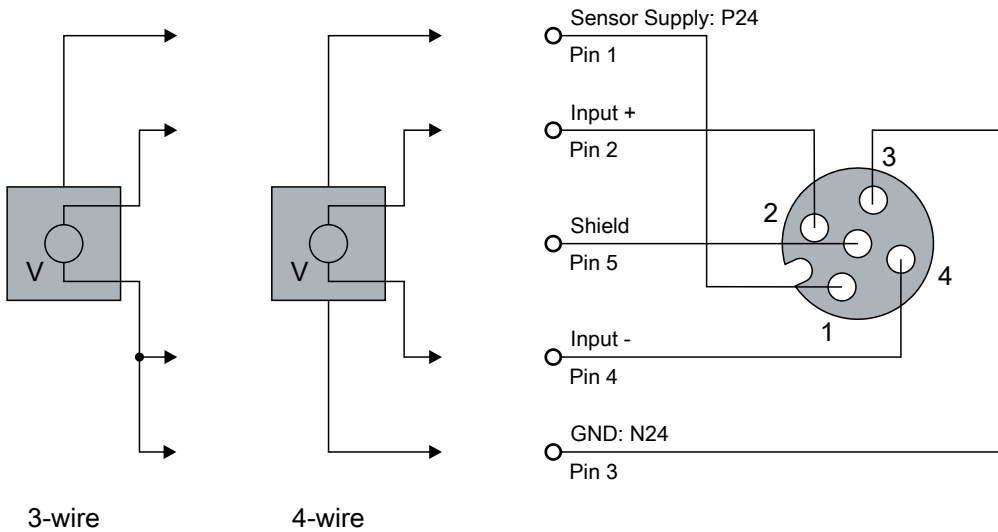 Sensor Supply: P24
Pin 1
Input +
Pin 2
3
2
Shield
Pin 5
V
V
4
1
Input -
Pin 4
GND: N24
Pin 3
3-wire
4-wire